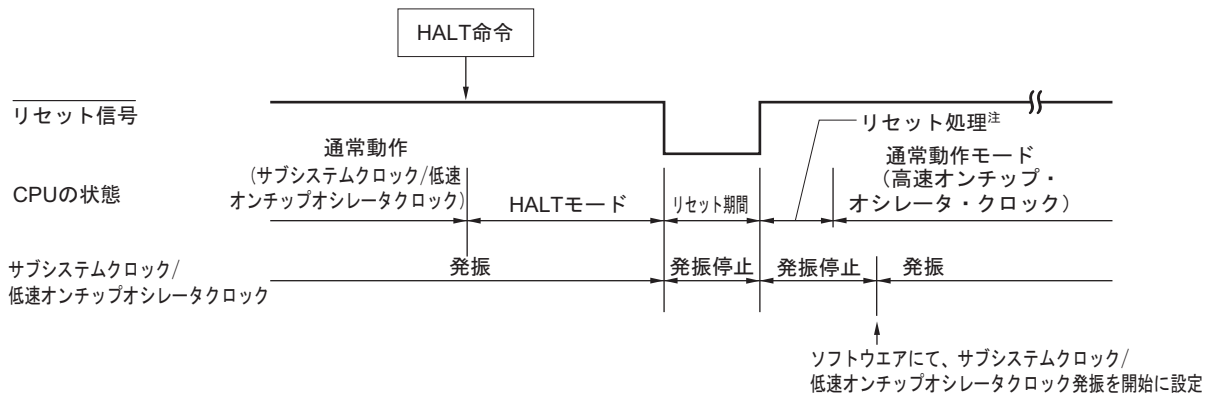 HALT命令
リセット信号
リセット処理注
通常動作
(サブシステムクロック/低速
オンチップオシレータクロック)
通常動作モード
(高速オンチップ・
オシレータ・クロック)
CPUの状態
HALTモード
リセット期間
サブシステムクロック/
低速オンチップオシレータクロック
発振
発振停止
発振停止
発振
ソフトウエアにて、サブシステムクロック/
低速オンチップオシレータクロック発振を開始に設定